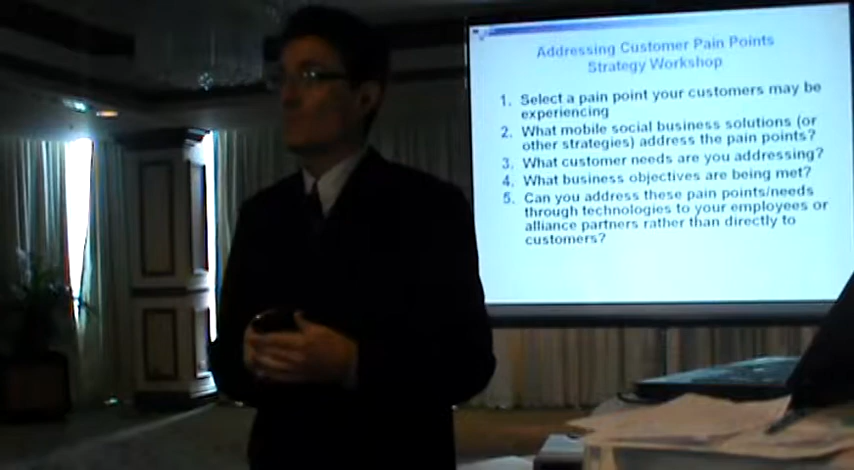 Addressing Customer Pain Points
Strategy Workshop
1. Select a pain point your customers may be
experiencing
2. What mobile social business solutions (or
other strategies) address the pain points?
3. What customer needs are you addressing?
4. What business objectives are being met?
5. Can you address these pain points/needs
through technologies to your employees or
alliance partners rather than directly to
customers?